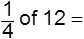 1/4 of 12 =